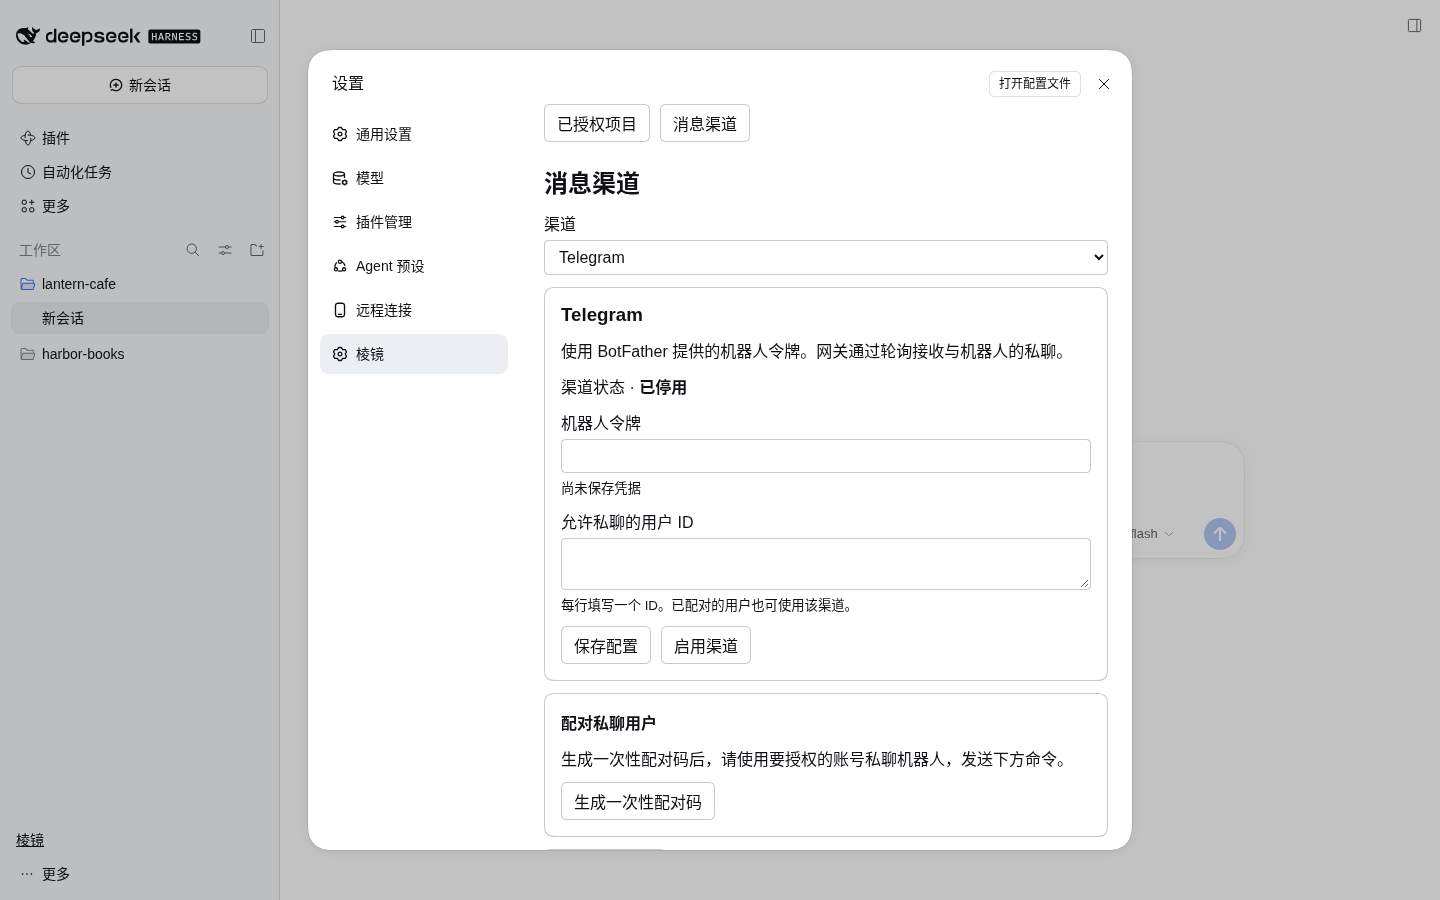 deepseek HARNESS
新会话
插件
自动化任务
更多
工作区
lantern-cafe
新会话
harbor-books
棱镜
更多
设置
打开配置文件
通用设置
模型
插件管理
Agent 预设
远程连接
棱镜
已授权项目
消息渠道
消息渠道
渠道
Telegram
Telegram
使用 BotFather 提供的机器人令牌。网关通过轮询接收与机器人的私聊。
渠道状态 · 已停用
机器人令牌
尚未保存凭据
允许私聊的用户 ID
每行填写一个 ID。已配对的用户也可使用该渠道。
保存配置
启用渠道
配对私聊用户
生成一次性配对码后，请使用要授权的账号私聊机器人，发送下方命令。
生成一次性配对码
flash